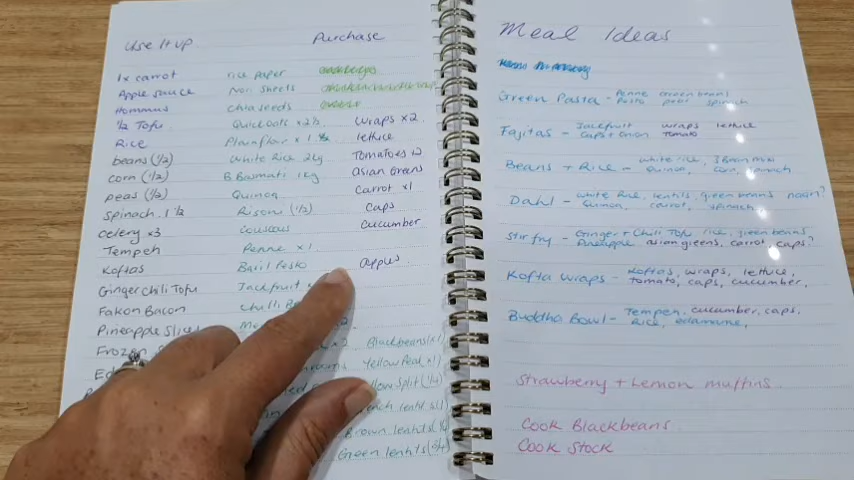 Use it up
1x carrot
Apple sauce
Hommus
1/2 Tofu
Rice
beans (1/2)
corn (1/2)
peas (1/2)
spinach 1 1/2
celery x3
Tempeh
Koftas
Ginger Chili Tofu
Fakon Bacon
Pineapple Slices
Frozen
rice paper
Nori Sheets
chia seeds
Quick oats x2 1/2
Plain flour x 1
White Rice 2kg
B Basmati 1kg
Quinoa
Risoni (1/2)
Couscous
Penne x1
Basil Pesto
Jackfruit
Chilli
Purchase
Wraps x2
lettuce
Tomatoes
asian greens
Carrot x1
Caps
Cucumber
apples
Blackbeans (x1)
Yellow Peas (x1)
Split (1/2)
lentils
Brown lentils
Green lentils
Meal Ideas
Green Pasta - Penne green beans
Pesto peas spinach
Fajitas - Jackfruit wraps lettuce
Caps + onion tomato
Beans + Rice - white rice, 3 Bean mix
Quinoa, corn, spinach
Dahl - white Rice, lentils, green beans naan?
Quinoa, carrot, spinach
Stir fry - Ginger + Chili Tofu rice, green beans
Pineapple, asian greens, carrot, caps?
Kofta Wraps - Koftas, wraps, lettuce,
tomato, caps, cucumber,
Buddha Bowl - Tempeh, cucumber, caps,
Rice, edamame,
Strawberry + Lemon muffins
Cook Blackbeans
Cook Stock